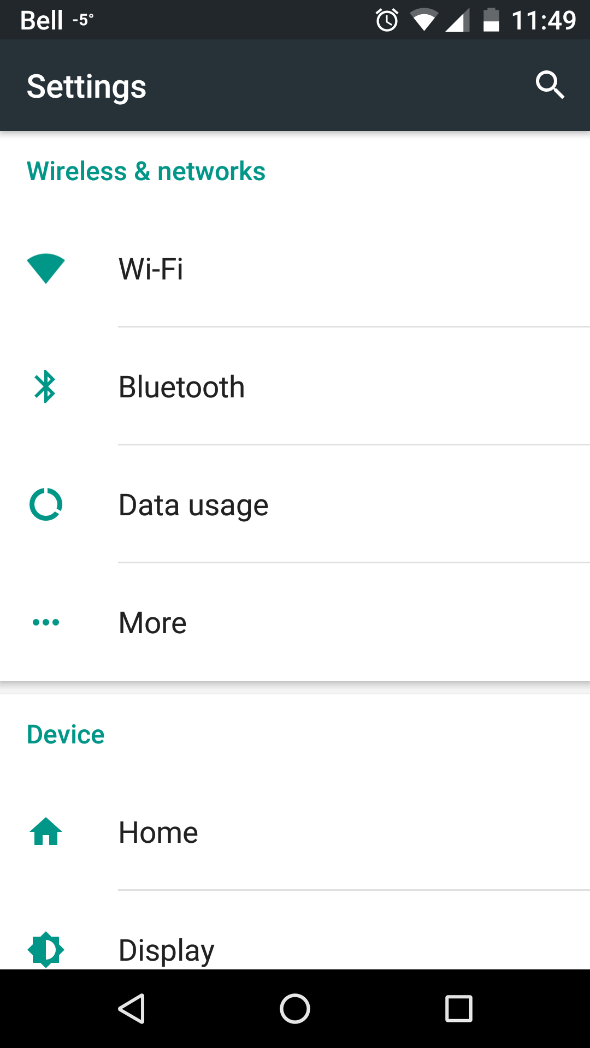 Bell -5° 11:49
Settings
Wireless & networks
Wi-Fi
Bluetooth
Data usage
More
Device
Home
Display